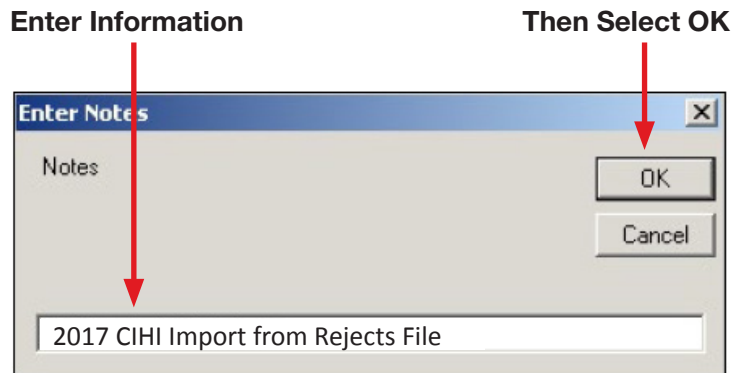 Enter Information Then Select OK
Enter Notes
Notes
OK
Cancel
2017 CIHI Import from Rejects File